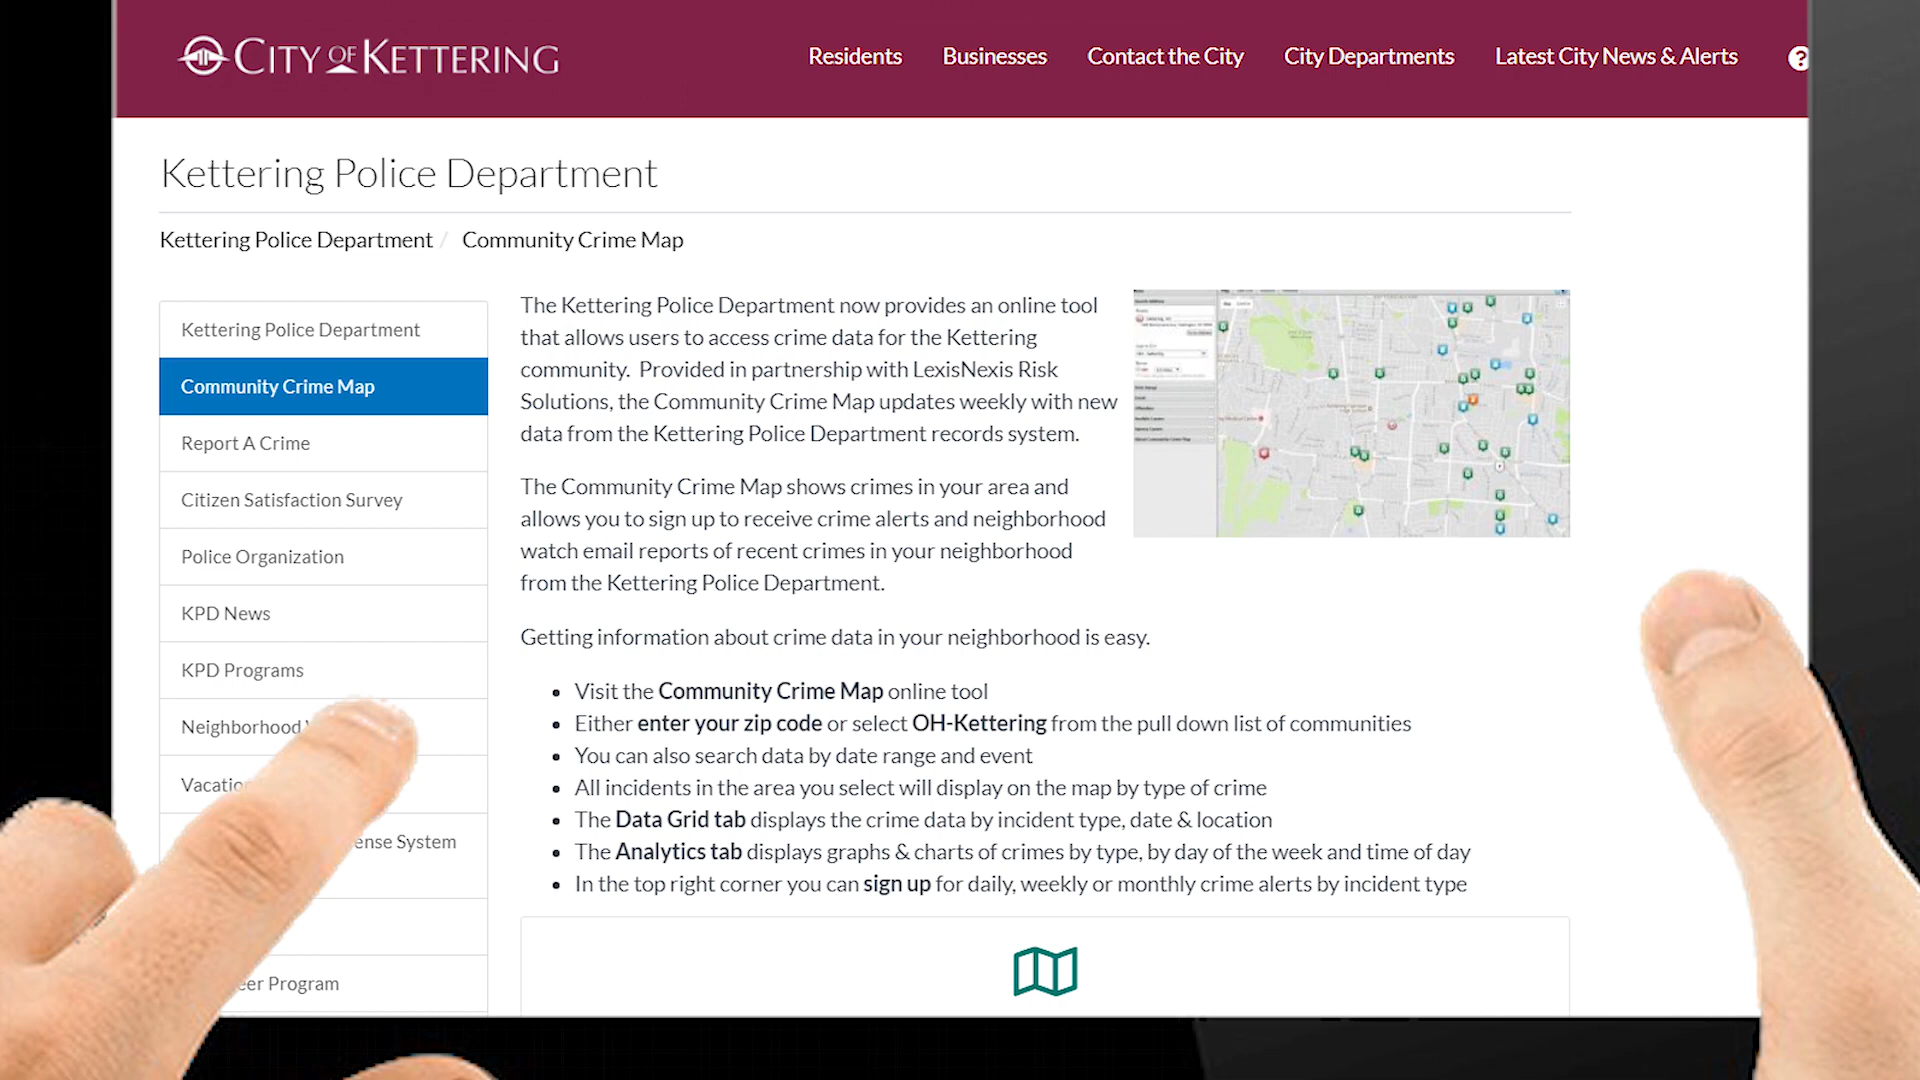 CITY OF KETTERING
Residents
Businesses
Contact the City
City Departments
Latest City News & Alerts
?
Kettering Police Department
Kettering Police Department / Community Crime Map
Kettering Police Department
Community Crime Map
Report A Crime
Citizen Satisfaction Survey
Police Organization
KPD News
KPD Programs
Neighborhood
Vacation
ense System
eer Program
The Kettering Police Department now provides an online tool
that allows users to access crime data for the Kettering
community. Provided in partnership with LexisNexis Risk
Solutions, the Community Crime Map updates weekly with new
data from the Kettering Police Department records system.
The Community Crime Map shows crimes in your area and
allows you to sign up to receive crime alerts and neighborhood
watch email reports of recent crimes in your neighborhood
from the Kettering Police Department.
Getting information about crime data in your neighborhood is easy.
• Visit the Community Crime Map online tool
• Either enter your zip code or select OH-Kettering from the pull down list of communities
• You can also search data by date range and event
• All incidents in the area you select will display on the map by type of crime
• The Data Grid tab displays the crime data by incident type, date & location
• The Analytics tab displays graphs & charts of crimes by type, by day of the week and time of day
• In the top right corner you can sign up for daily, weekly or monthly crime alerts by incident type